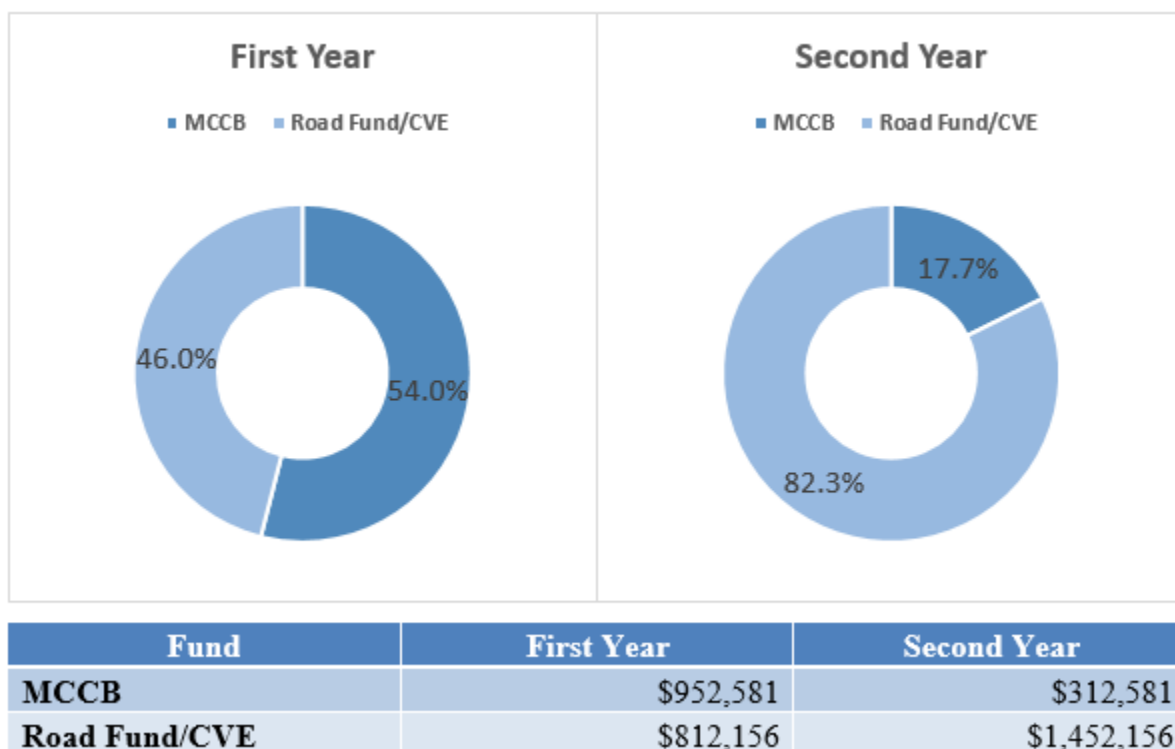 First Year
MCCB Road Fund/CVE
46.0%
54.0%
Second Year
MCCB Road Fund/CVE
17.7%
82.3%
Fund First Year Second Year
MCCB $952,581 $312,581
Road Fund/CVE $812,156 $1,452,156